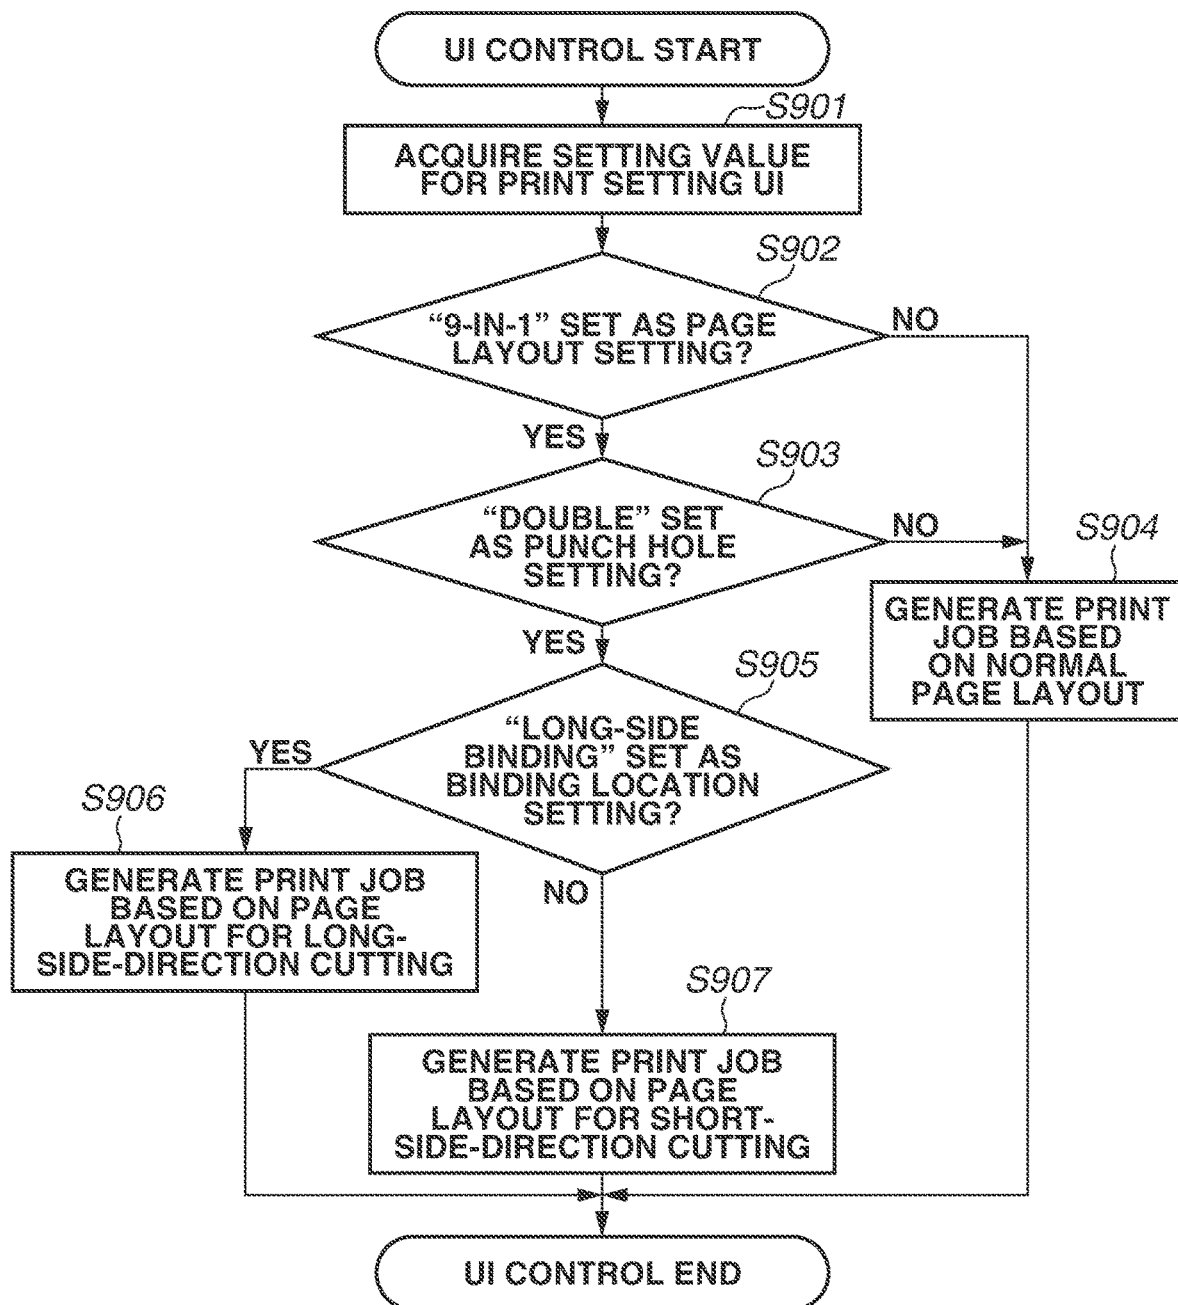 UI CONTROL START
S901
ACQUIRE SETTING VALUE
FOR PRINT SETTING UI
S902
“9-IN-1” SET AS PAGE
LAYOUT SETTING?
NO
YES
S903
“DOUBLE” SET
AS PUNCH HOLE
SETTING?
NO
S904
GENERATE PRINT
JOB BASED
ON NORMAL
PAGE LAYOUT
YES
S905
“LONG-SIDE
BINDING” SET AS
BINDING LOCATION
SETTING?
YES
S906
GENERATE PRINT JOB
BASED ON PAGE
LAYOUT FOR LONG-
SIDE-DIRECTION CUTTING
NO
S907
GENERATE PRINT JOB
BASED ON PAGE
LAYOUT FOR SHORT-
SIDE-DIRECTION CUTTING
UI CONTROL END